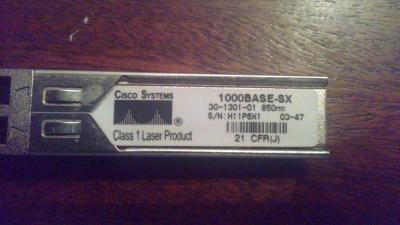 CISCO SYSTEMS
®
Class 1 Laser Product
1000BASE-SX
30-1301-01 850nm
S/N:H11P6X1 03-47
21 CFR(J)